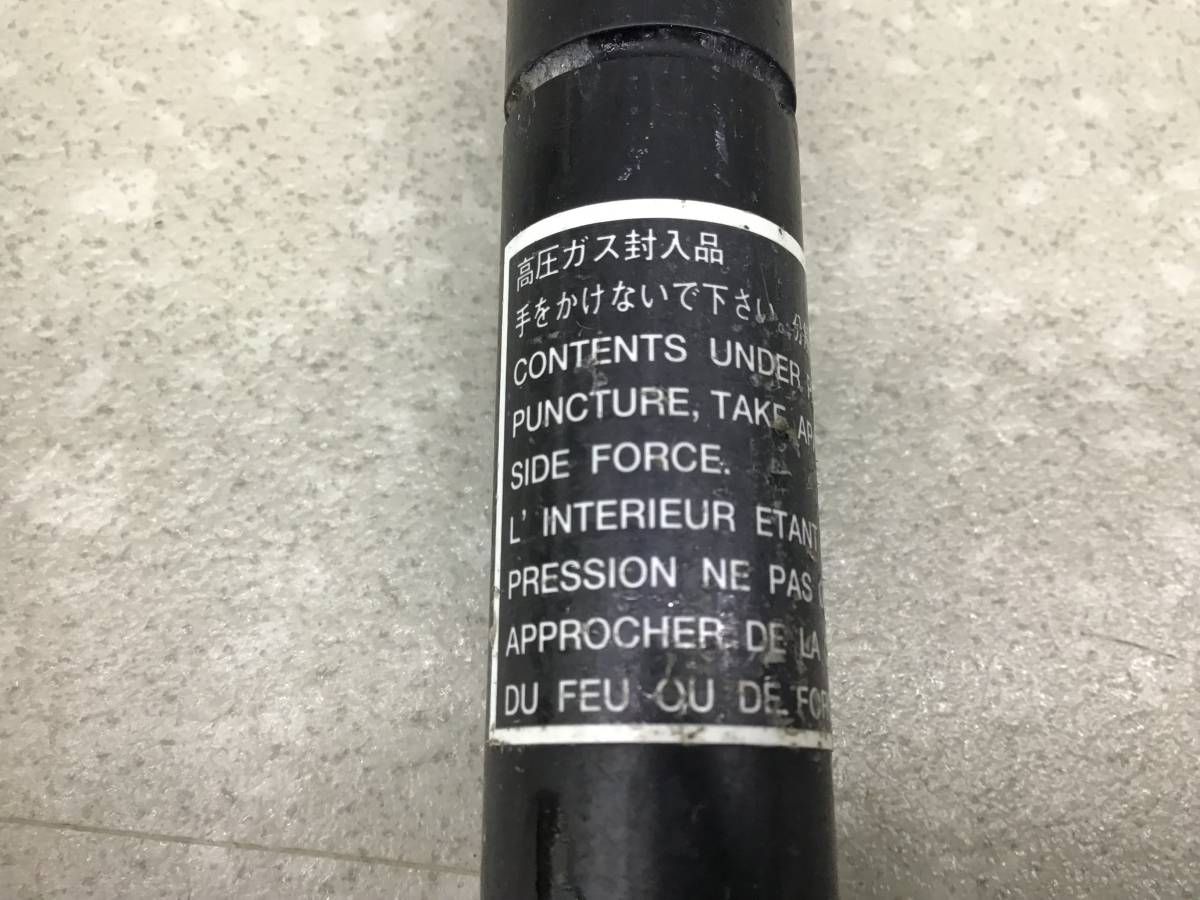 高圧ガス封入品
手をかけないで下さい。分
CONTENTS UNDER
PUNCTURE, TAKE
SIDE FORCE.
L' INTERIEUR ETANT
PRESSION NE PAS
APPROCHER DE LA
DU FEU OU DE